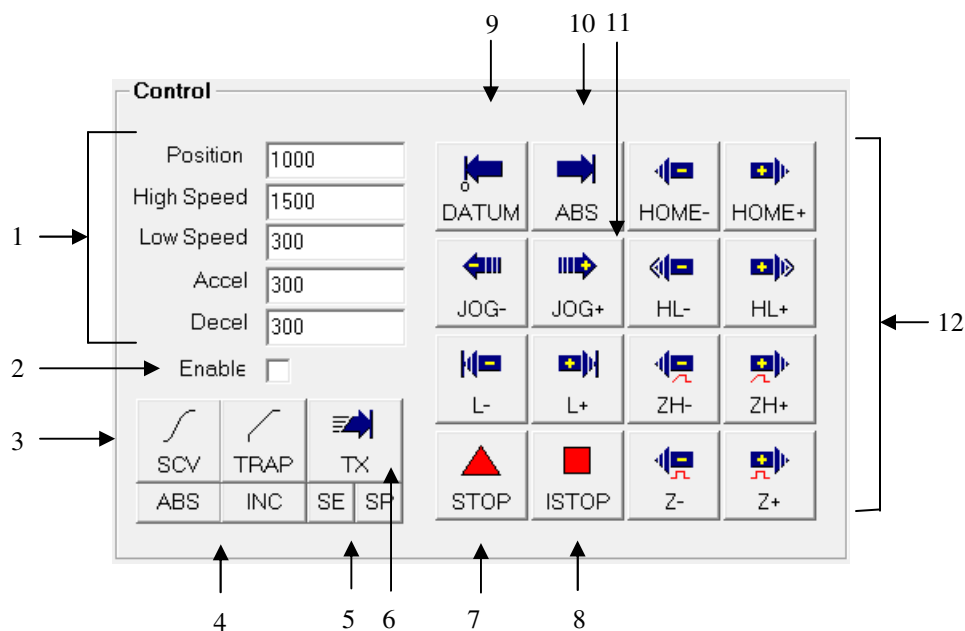 9 10 11
Control
Position 1000
High Speed 1500
Low Speed 300
Accel 300
Decel 300
Enable
1
2
3
SCV TRAP TX
ABS INC SE SP
DATUM ABS HOME- HOME+
O
JOG- JOG+ HL- HL+
L- L+ ZH- ZH+
STOP ISTOP Z- Z+
12
4 5 6 7 8